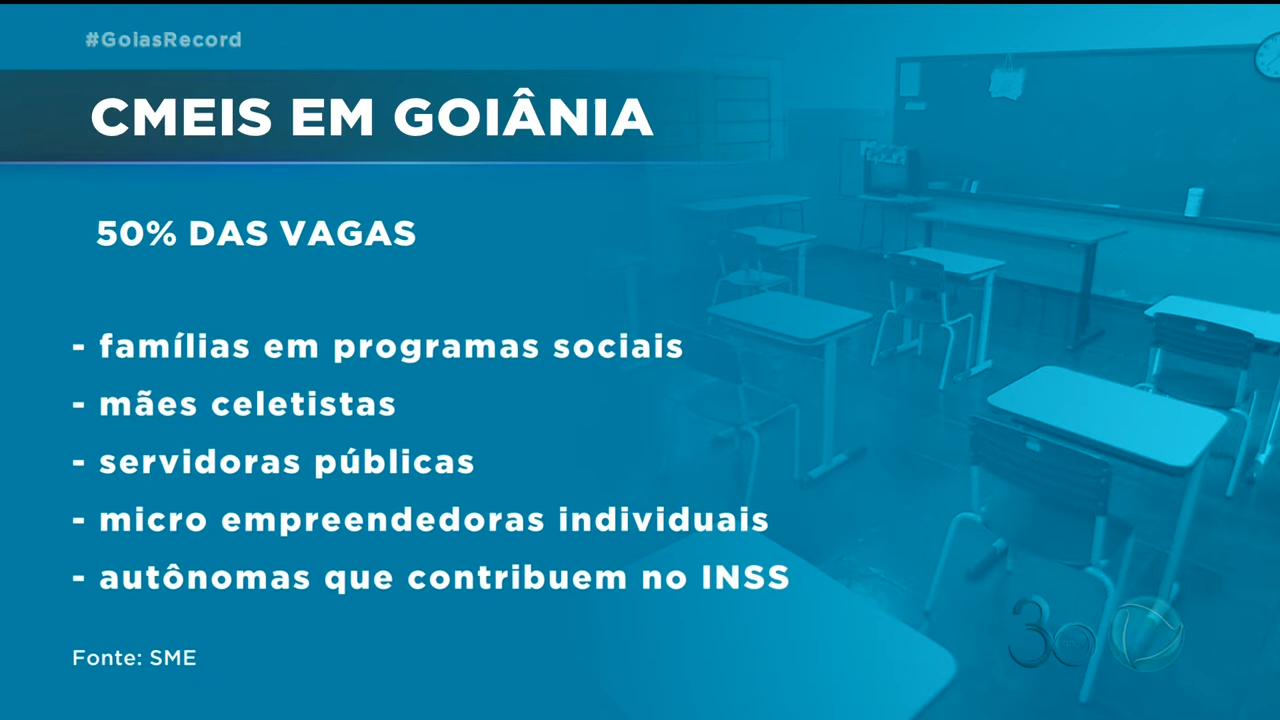 #GoiasRecord
CMEIS EM GOIÂNIA
50% DAS VAGAS
- famílias em programas sociais
- mães celetistas
- servidoras públicas
- micro empreendedoras individuais
- autônomas que contribuem no INSS
Fonte: SME
30